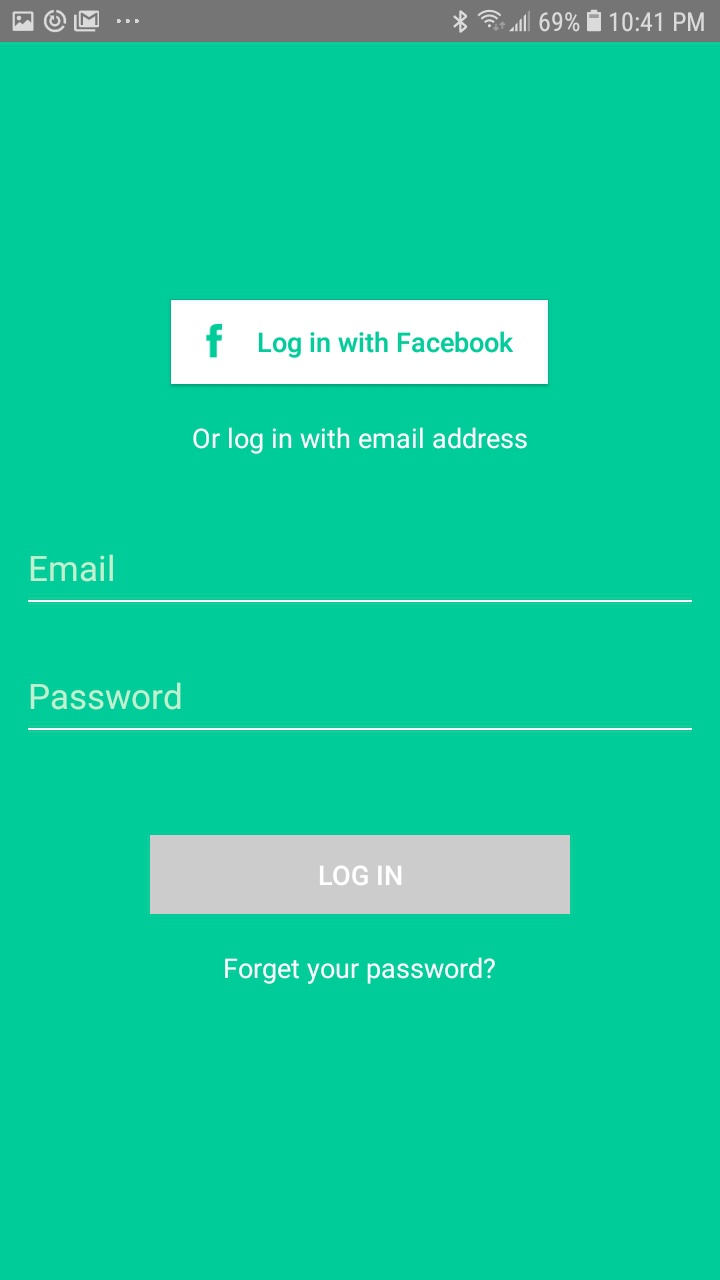 69% 10:41 PM
Log in with Facebook
Or log in with email address
Email
Password
LOG IN
Forget your password?